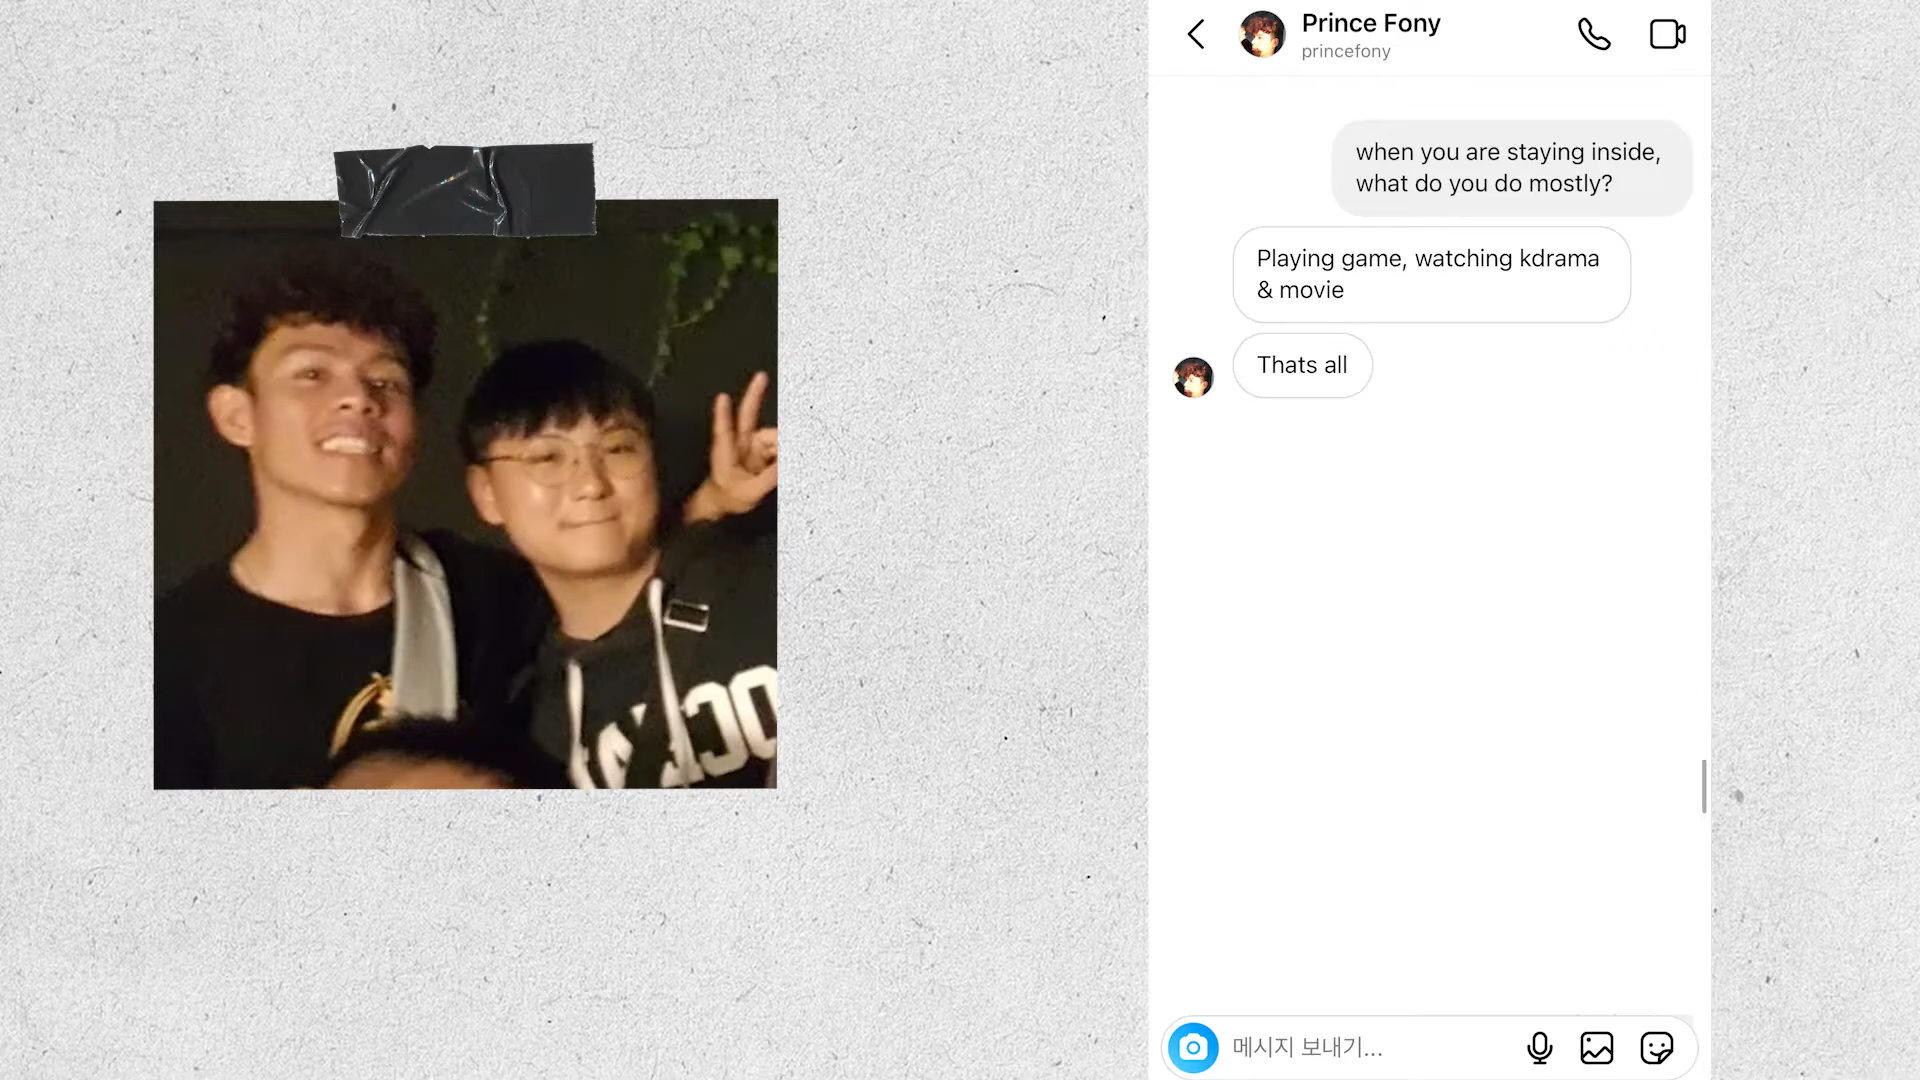 Prince Fony
princefony
when you are staying inside,
what do you do mostly?
Playing game, watching kdrama
& movie
Thats all
메시지 보내기...